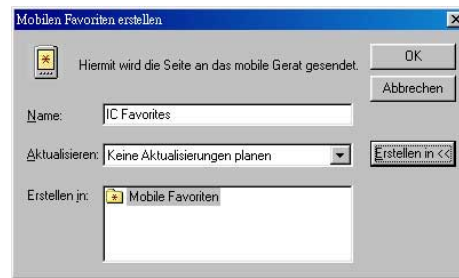 Mobilen Favoriten erstellen
Hiermit wird die Seite an das mobile Gerat gesendet.
OK
Abbrechen
Name: IC Favorites
Aktualisieren: Keine Aktualisierungen planen
Erstellen in <<
Erstellen in: Mobile Favoriten